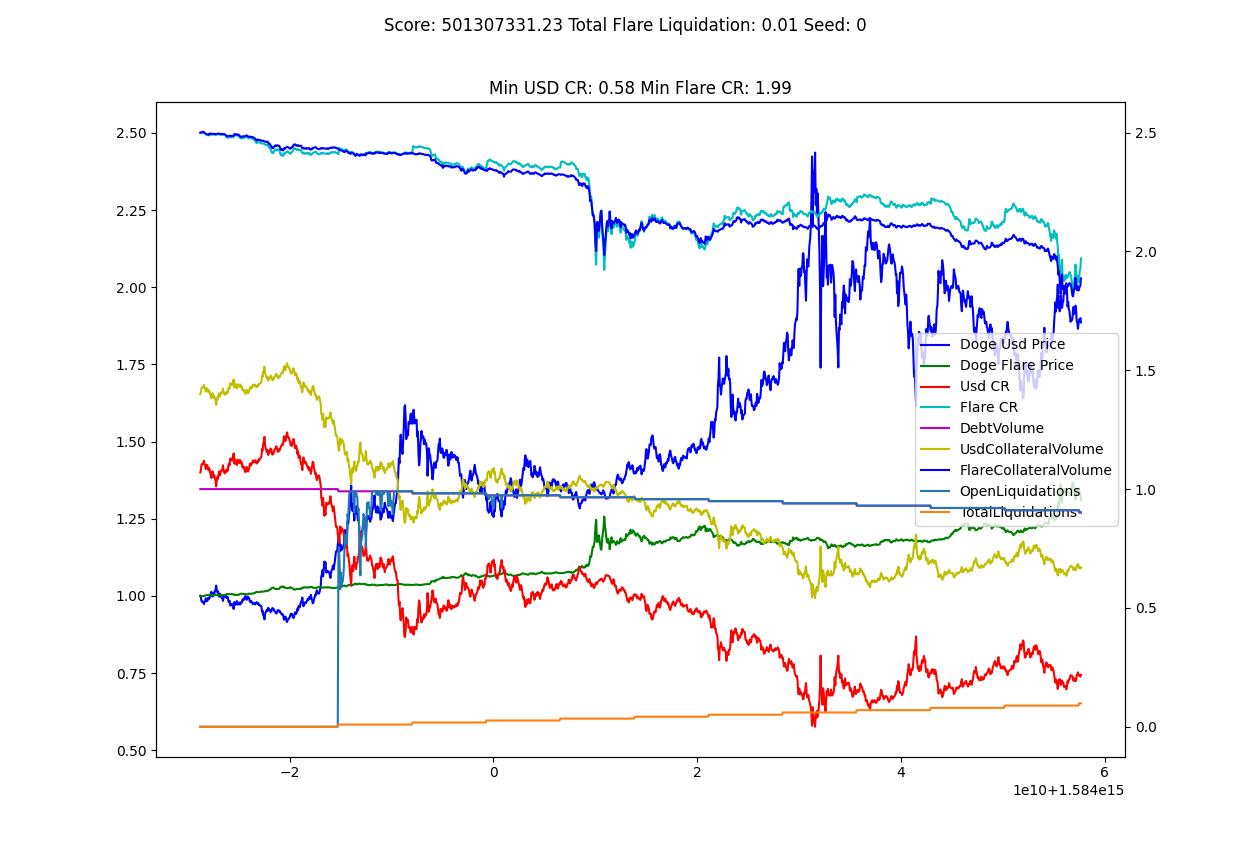 Score: 501307331.23 Total Flare Liquidation: 0.01 Seed: 0
Min USD CR: 0.58 Min Flare CR: 1.99
2.50
2.25
2.00
1.75
1.50
1.25
1.00
0.75
0.50
2.5
2.0
1.5
1.0
0.5
0.0
Doge Usd Price
Doge Flare Price
Usd CR
Flare CR
DebtVolume
UsdCollateralVolume
FlareCollateralVolume
OpenLiquidations
TotalLiquidations
−2 0 2 4 6
1e10+1.584e15